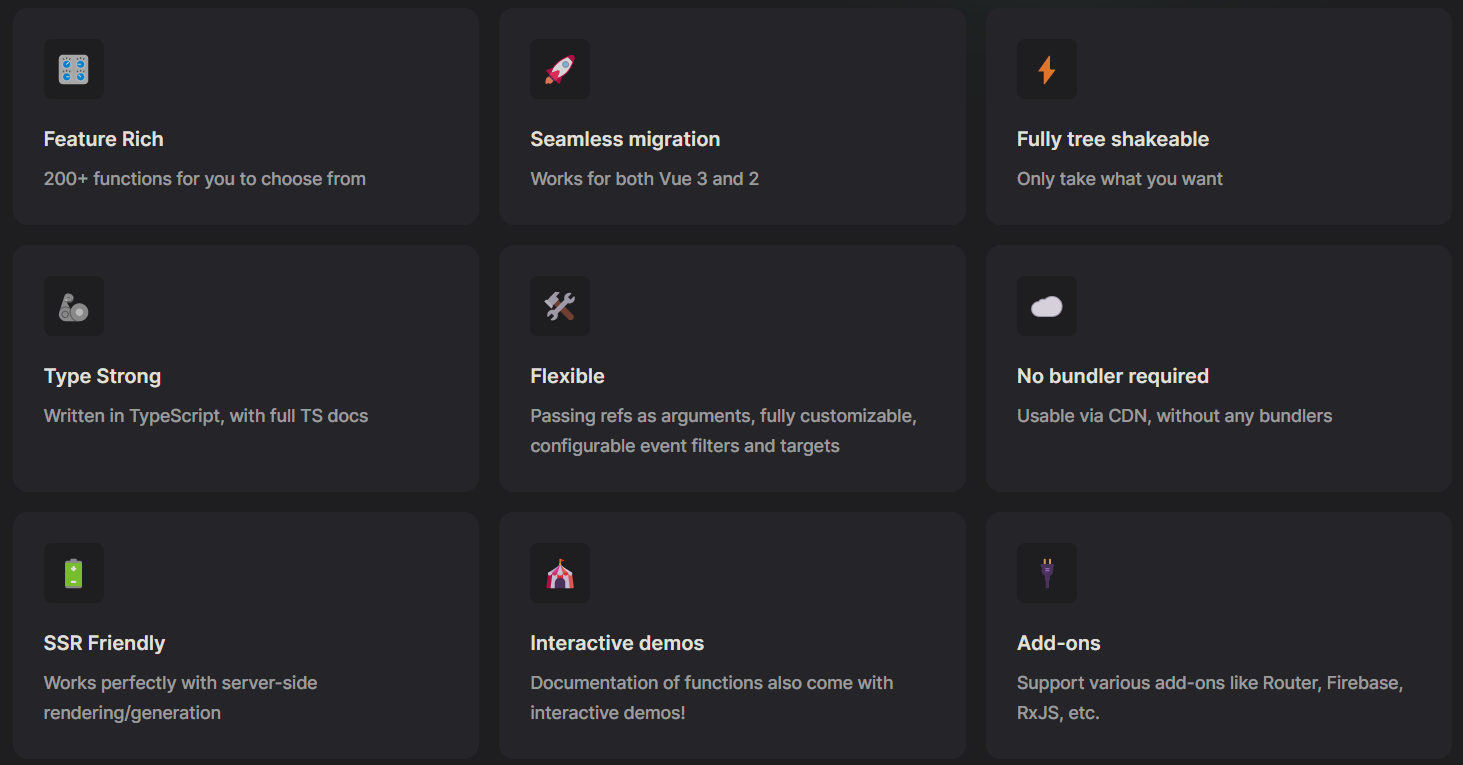 Feature Rich
200+ functions for you to choose from
Seamless migration
Works for both Vue 3 and 2
Fully tree shakeable
Only take what you want
Type Strong
Written in TypeScript, with full TS docs
Flexible
Passing refs as arguments, fully customizable,
configurable event filters and targets
No bundler required
Usable via CDN, without any bundlers
SSR Friendly
Works perfectly with server-side
rendering/generation
Interactive demos
Documentation of functions also come with
interactive demos!
Add-ons
Support various add-ons like Router, Firebase,
RxJS, etc.